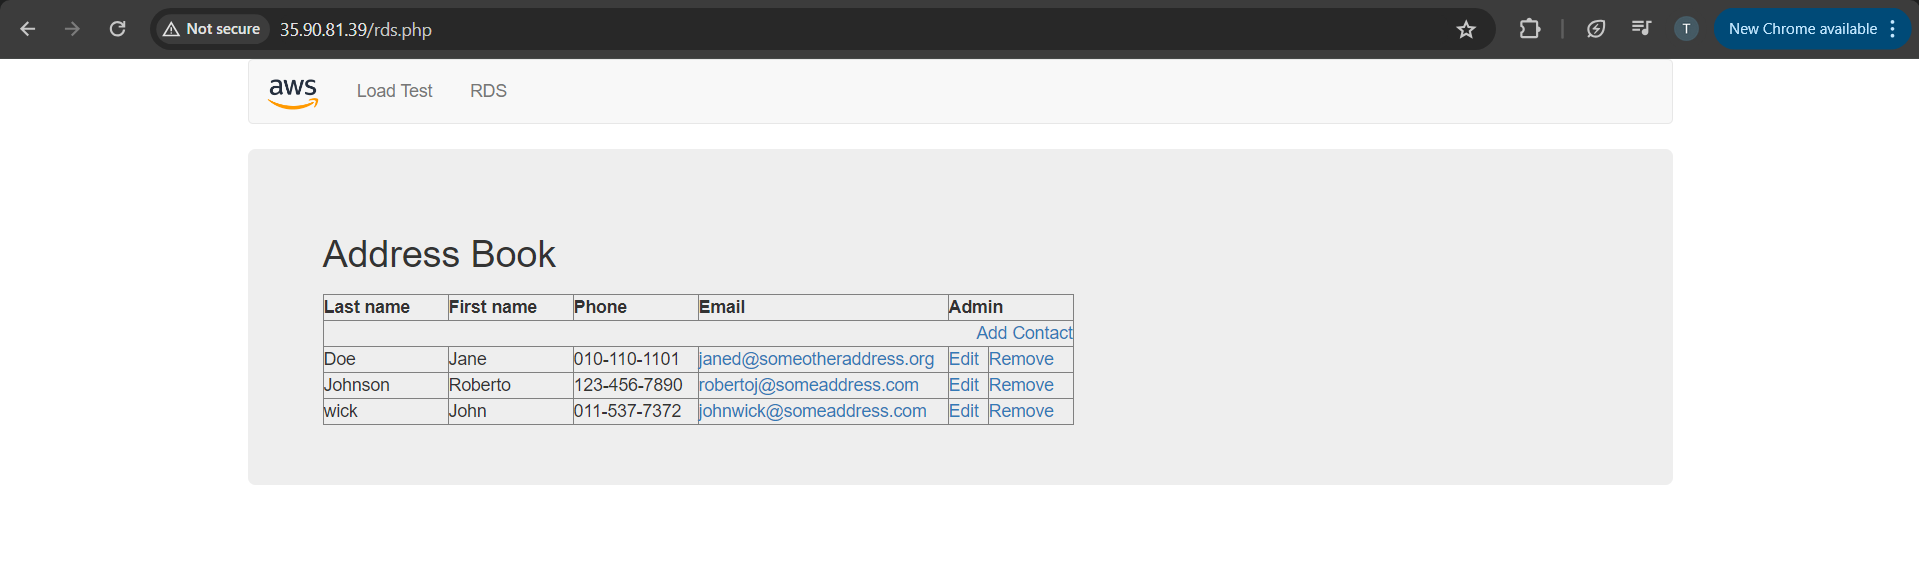 Not secure 35.90.81.39/rds.php T New Chrome available
aws Load Test RDS
Address Book
Last name First name Phone Email Admin
Add Contact
Doe Jane 010-110-1101 janed@someotheraddress.org Edit Remove
Johnson Roberto 123-456-7890 robertoj@someaddress.com Edit Remove
wick John 011-537-7372 johnwick@someaddress.com Edit Remove